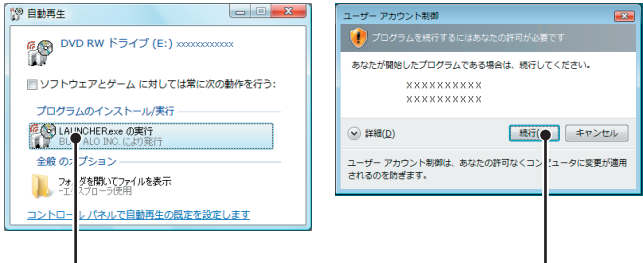 自動再生
DVD RW ドライブ (E:) xxxxxxxxxxx
ソフトウェアとゲーム に対しては常に次の動作を行う:
プログラムのインストール/実行
LAUNCHER.exe の実行
BUFFALO INC. により発行
全般 のオプション
フォルダを開いてファイルを表示
-エクスプローラ使用
コントロール パネルで自動再生の既定を設定します
ユーザー アカウント制御
プログラムを続行するにはあなたの許可が必要です
あなたが開始したプログラムである場合は、続行してください。
XXXXXXXXXX
XXXXXXXXXX
詳細(D)
続行(C)
キャンセル
ユーザー アカウント制御は、あなたの許可なくコンピュータに変更が適用
されるのを防ぎます。